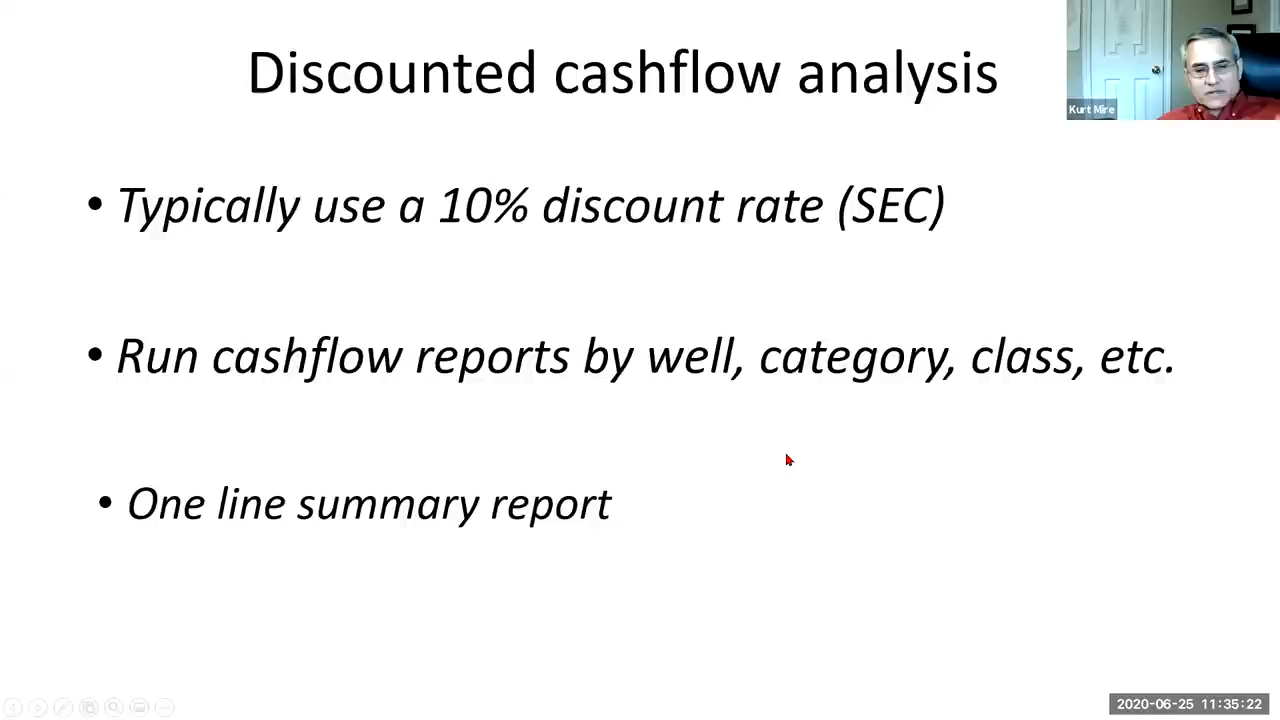 Discounted cashflow analysis
Kurt Mire
• Typically use a 10% discount rate (SEC)
• Run cashflow reports by well, category, class, etc.
• One line summary report
2020-06-25 11:35:22